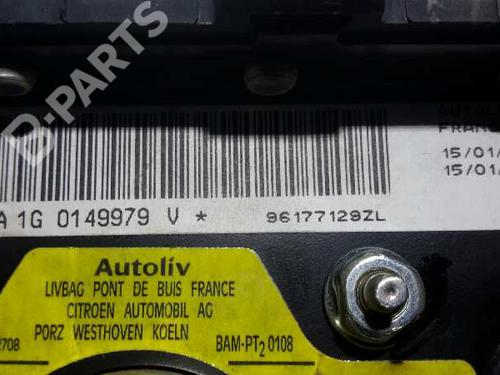 B-PARTS
FRAN
15/01/
15/01/
A 1G 0149979 V * 96177129ZL
Autoliv
LIVBAG PONT DE BUIS FRANCE
CITROEN AUTOMOBIL AG
PORZ WESTHOVEN KOELN
2708 BAM-PT2 0108